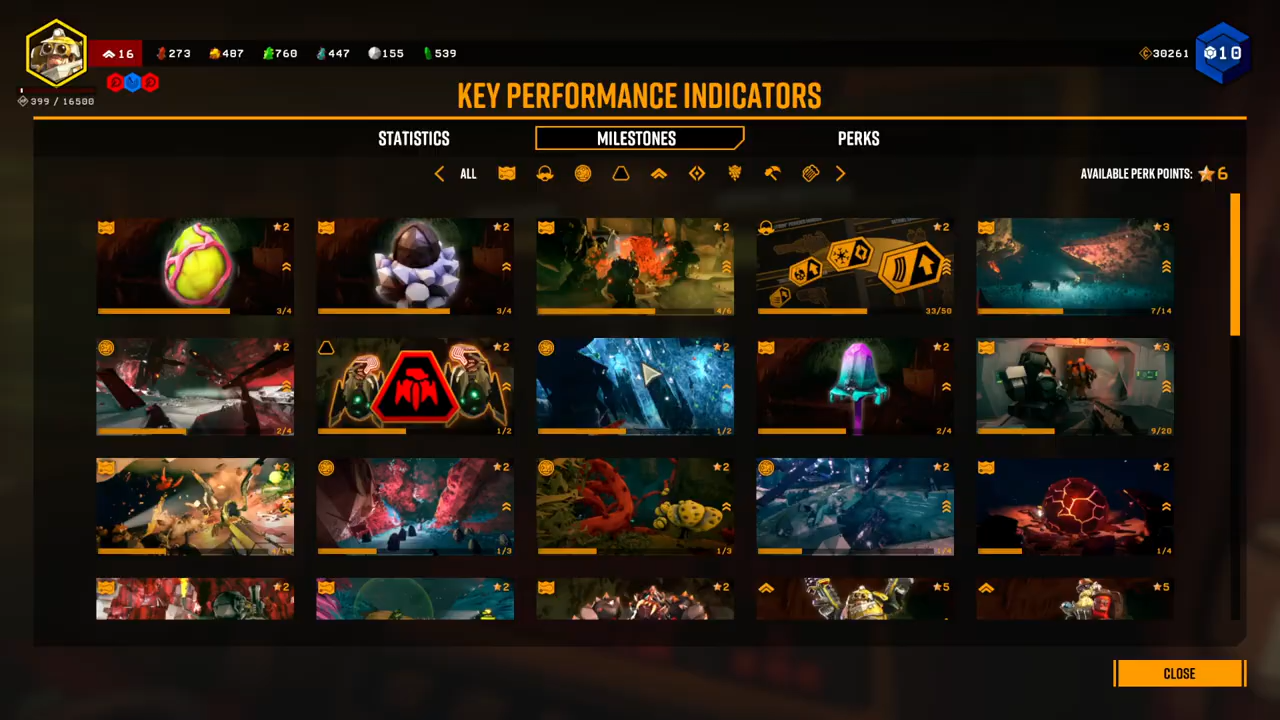 16 273 487 760 447 155 539 30261 10
399 / 16500
KEY PERFORMANCE INDICATORS
STATISTICS MILESTONES PERKS
ALL AVAILABLE PERK POINTS: 6
2 2 2 2 3
3/4 3/4 4/6 33/50 7/14
2 2 2 2 3
2/4 1/2 1/2 2/4 9/20
2 2 2 2 2
1/3 1/3 1/4
2 2 2 5 5
CLOSE